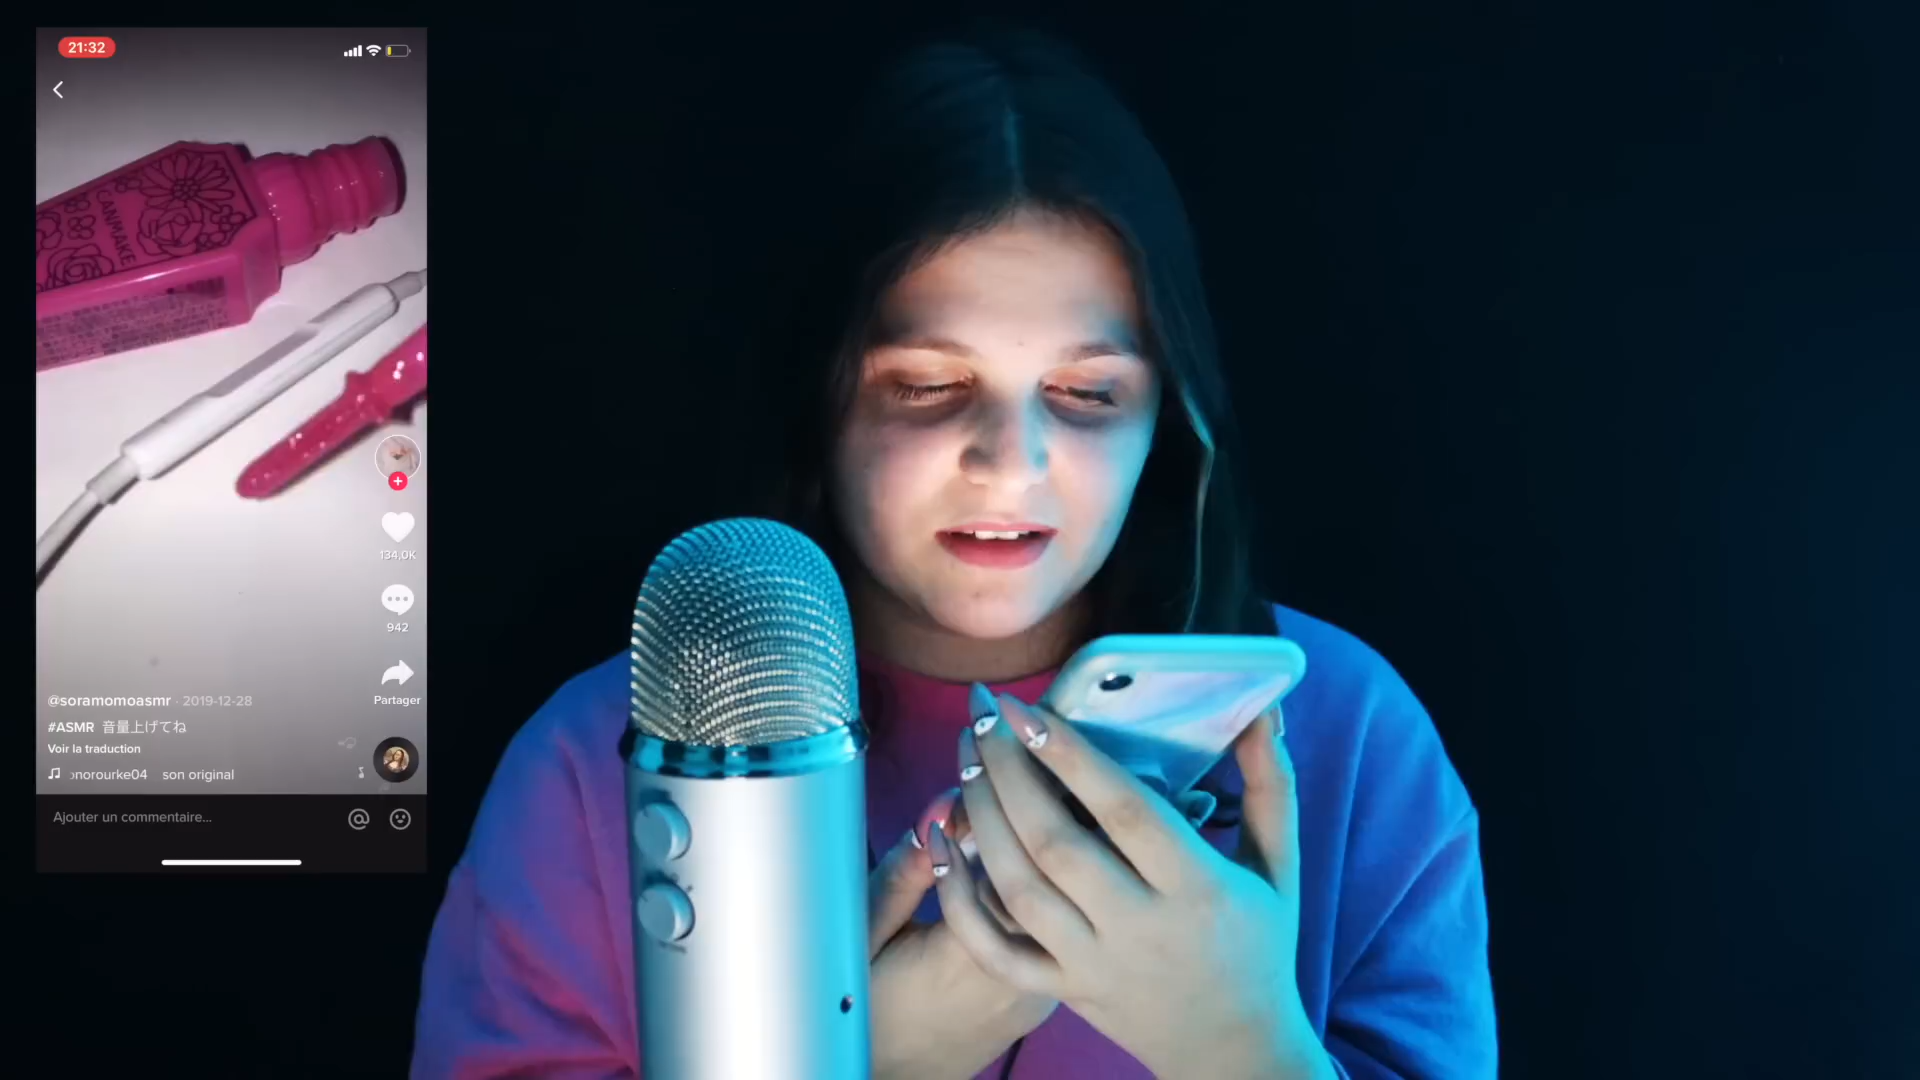 21:32
CANMAKE
134,0K
942
@soramomoasmr · 2019-12-28
Partager
#ASMR 音量上げてね
Voir la traduction
onorourke04 son original
Ajouter un commentaire...